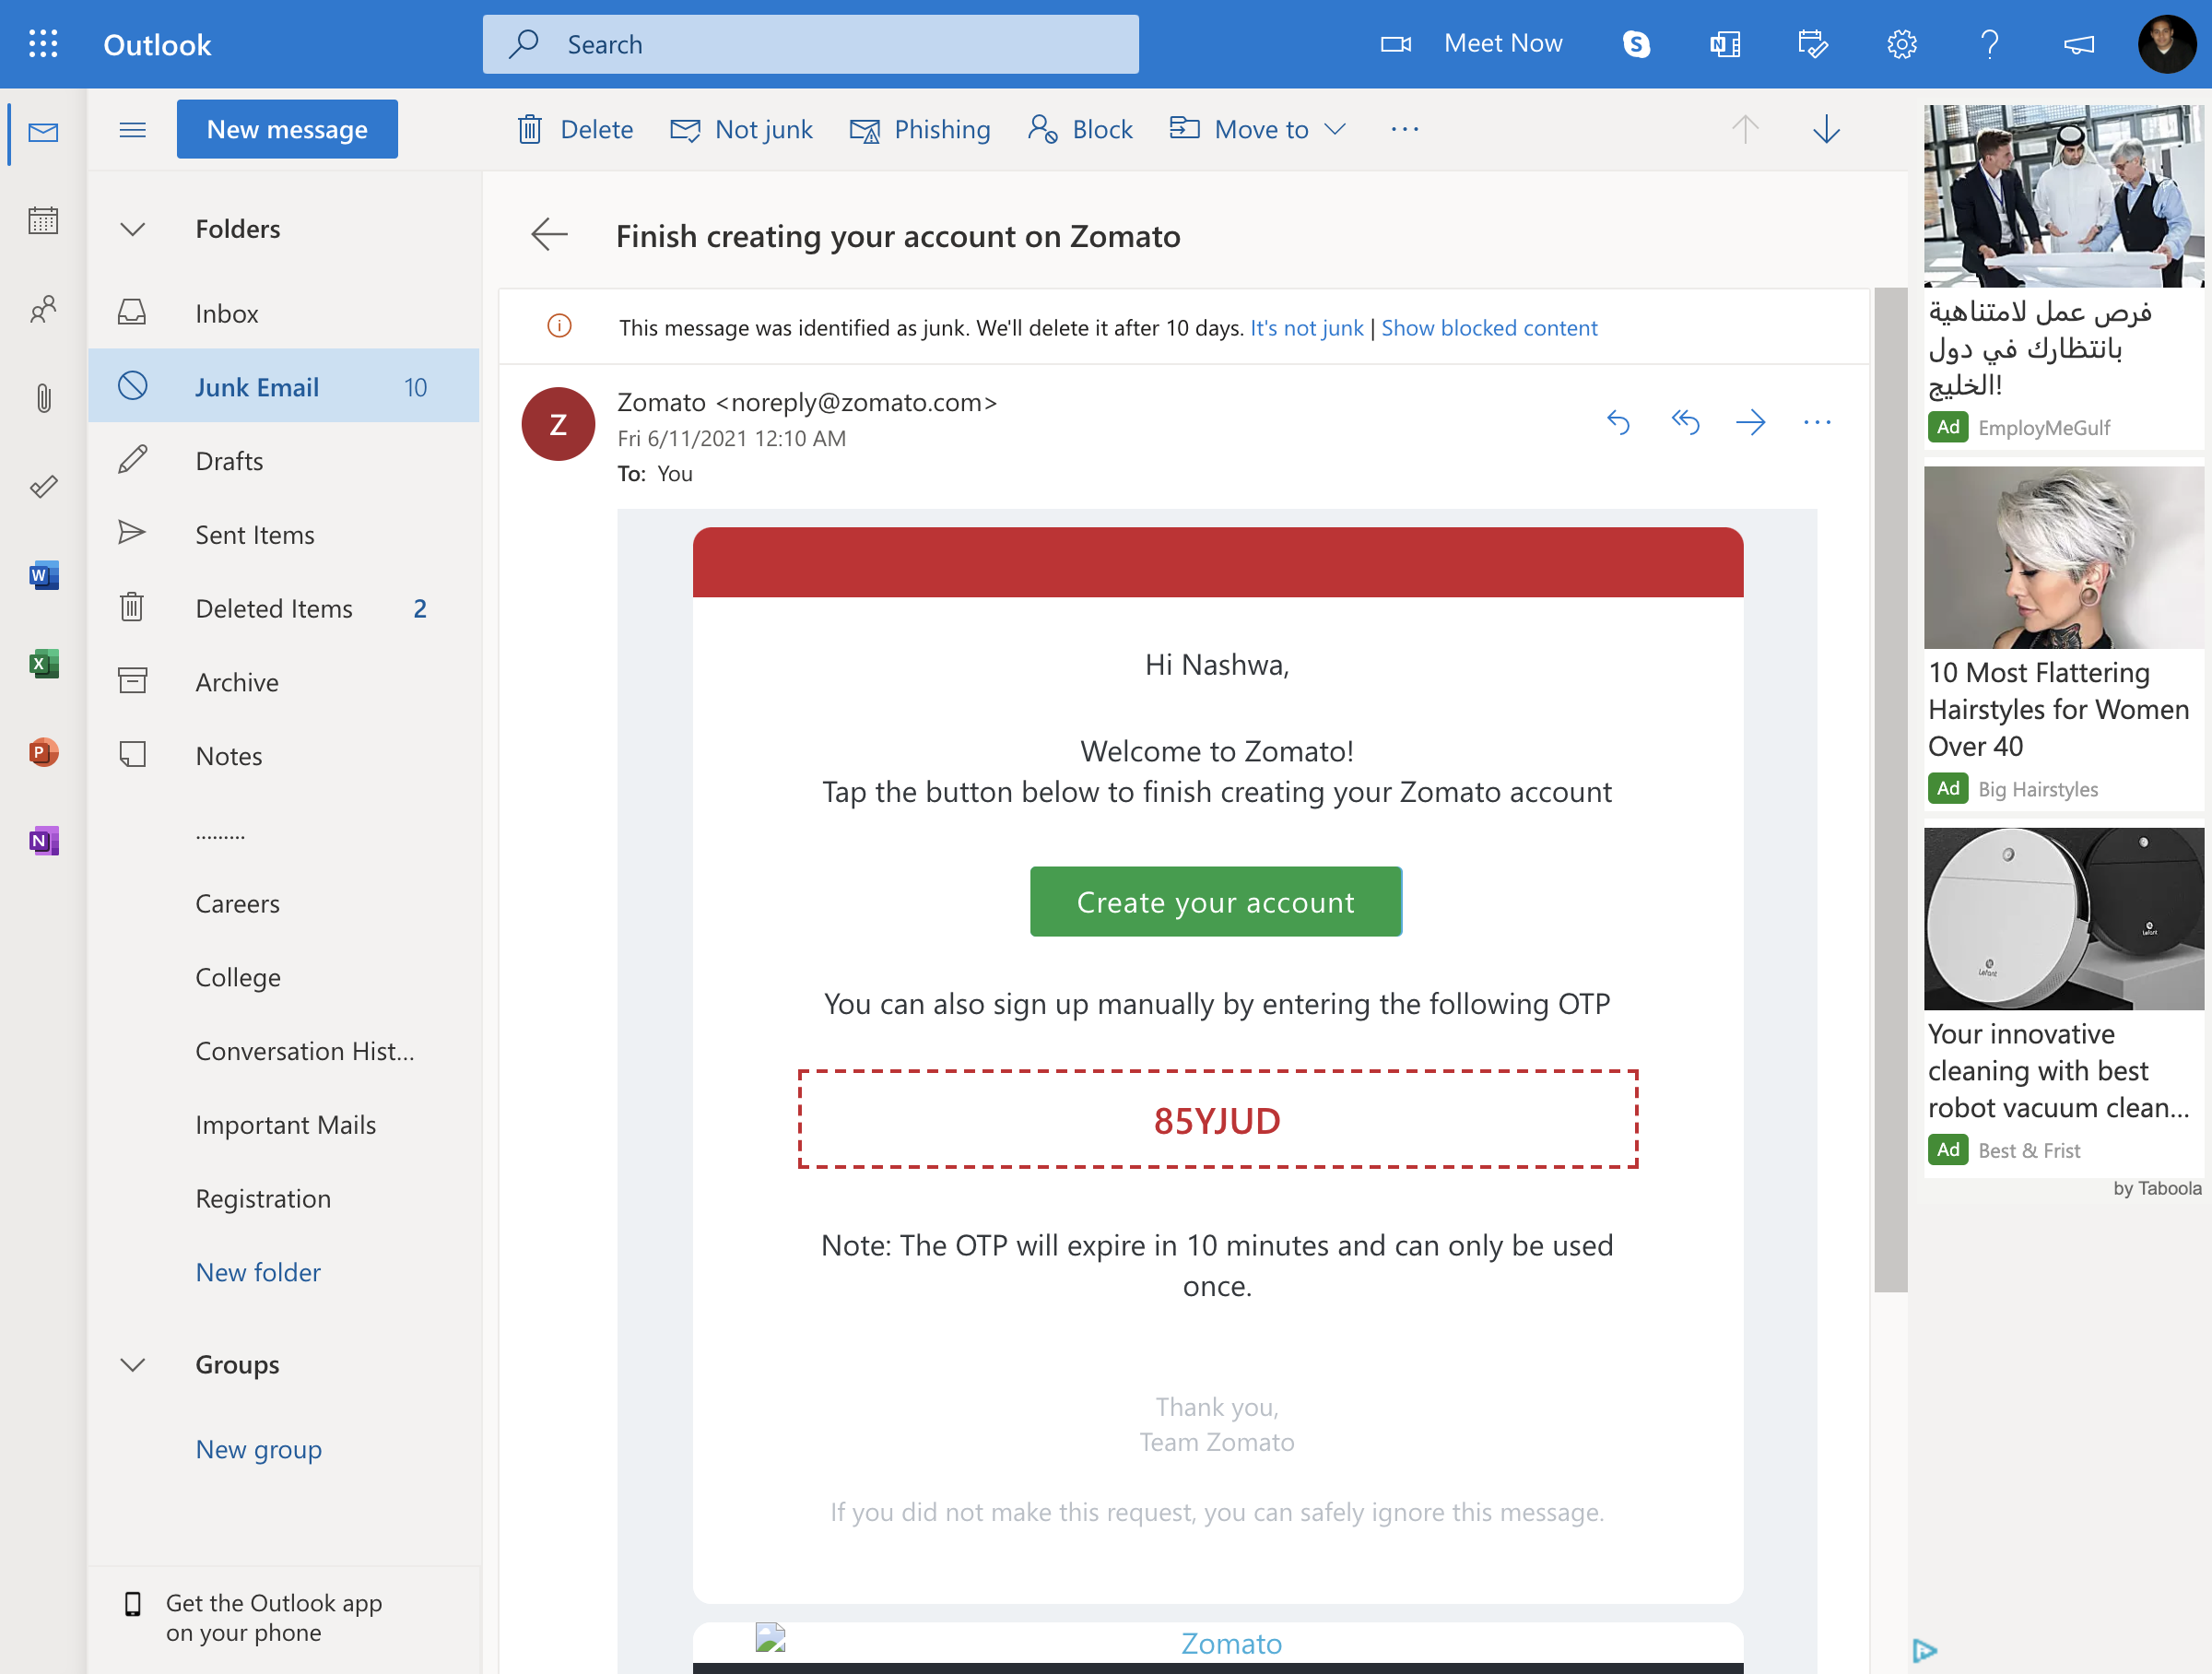 Outlook
Search
Meet Now
New message
Delete
Not junk
Phishing
Block
Move to
Folders
Inbox
Junk Email 10
Drafts
Sent Items
Deleted Items 2
Archive
Notes
.........
Careers
College
Conversation Hist...
Important Mails
Registration
New folder
Groups
New group
Get the Outlook app
on your phone
Finish creating your account on Zomato
This message was identified as junk. We'll delete it after 10 days. It's not junk | Show blocked content
Z
Zomato <noreply@zomato.com>
Fri 6/11/2021 12:10 AM
To: You
Hi Nashwa,
Welcome to Zomato!
Tap the button below to finish creating your Zomato account
Create your account
You can also sign up manually by entering the following OTP
85YJUD
Note: The OTP will expire in 10 minutes and can only be used
once.
Thank you,
Team Zomato
If you did not make this request, you can safely ignore this message.
Zomato
فرص عمل لامتناهية
بانتظارك في دول
الخليج!
Ad EmployMeGulf
10 Most Flattering
Hairstyles for Women
Over 40
Ad Big Hairstyles
Lefant
Lefant
Your innovative
cleaning with best
robot vacuum clean...
Ad Best & Frist
by Taboola